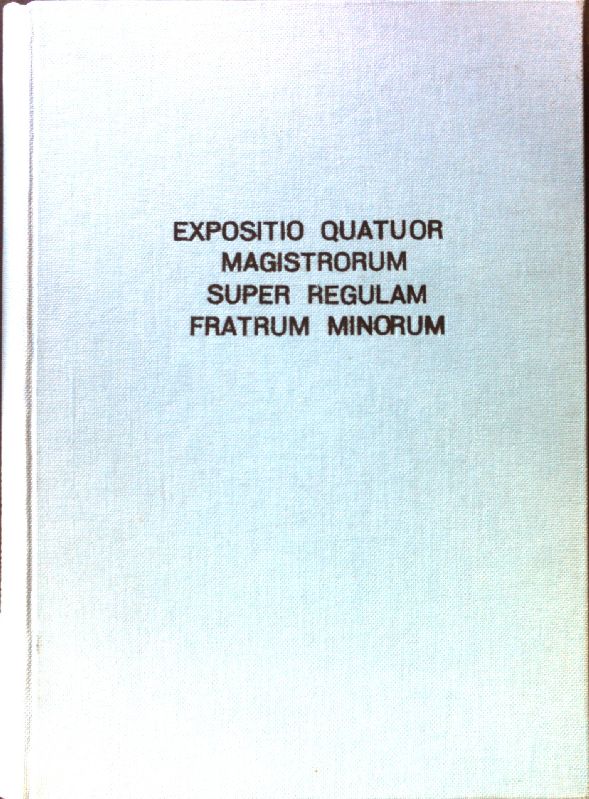 EXPOSITIO QUATUOR
MAGISTRORUM
SUPER REGULAM
FRATRUM MINORUM